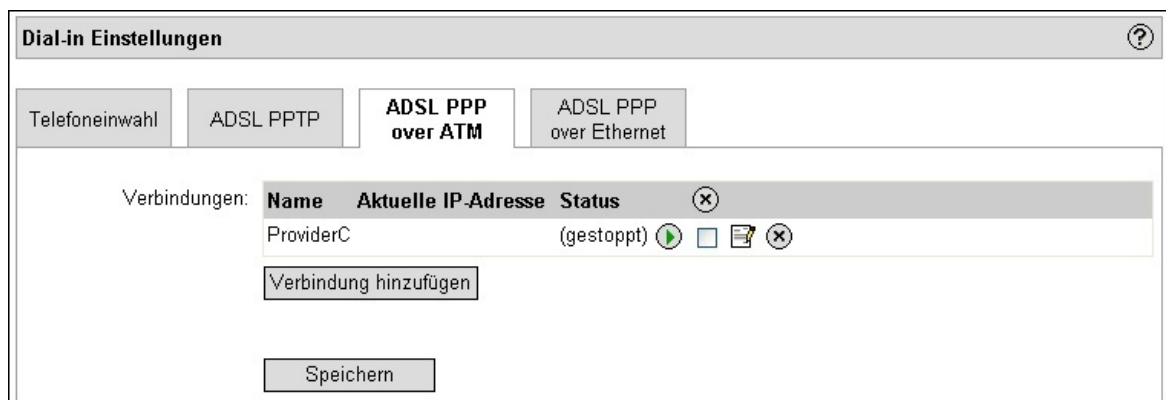 Dial-in Einstellungen
Telefoneinwahl
ADSL PPTP
ADSL PPP
over ATM
ADSL PPP
over Ethernet
Verbindungen:
Name Aktuelle IP-Adresse Status
ProviderC (gestoppt)
Verbindung hinzufügen
Speichern